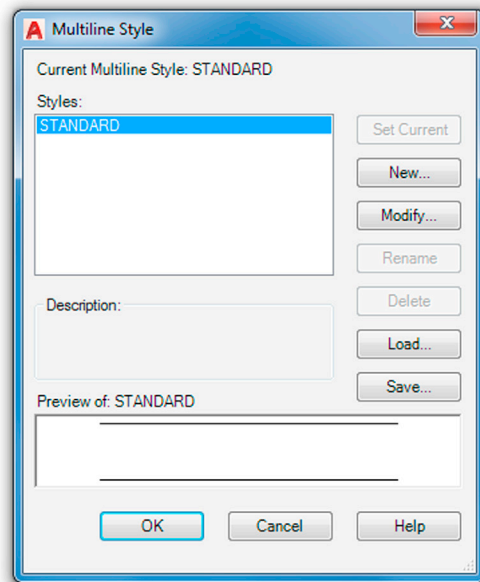 Multiline Style
Current Multiline Style: STANDARD
Styles:
STANDARD
Set Current
New...
Modify...
Rename
Delete
Load...
Save...
Description:
Preview of: STANDARD
OK
Cancel
Help